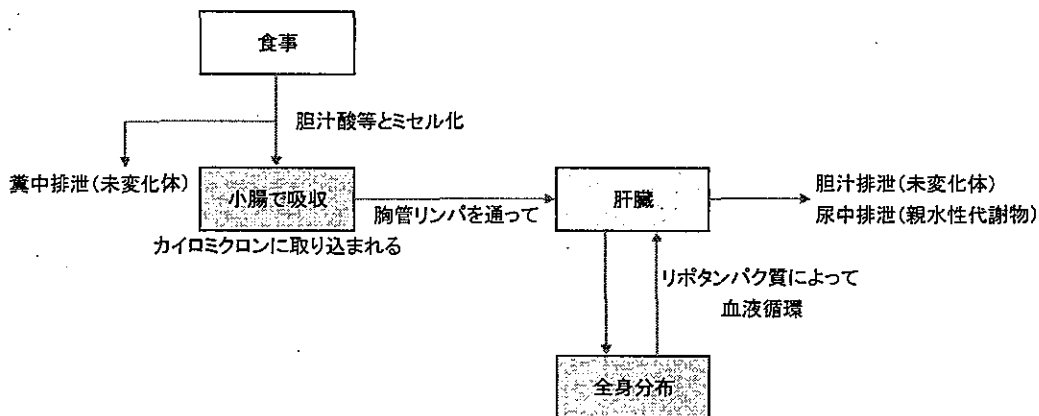 食事
胆汁酸等とミセル化
糞中排泄(未変化体)
小腸で吸収
カイロミクロンに取り込まれる
胸管リンパを通って
肝臓
胆汁排泄(未変化体)
尿中排泄(親水性代謝物)
リポタンパク質によって
血液循環
全身分布